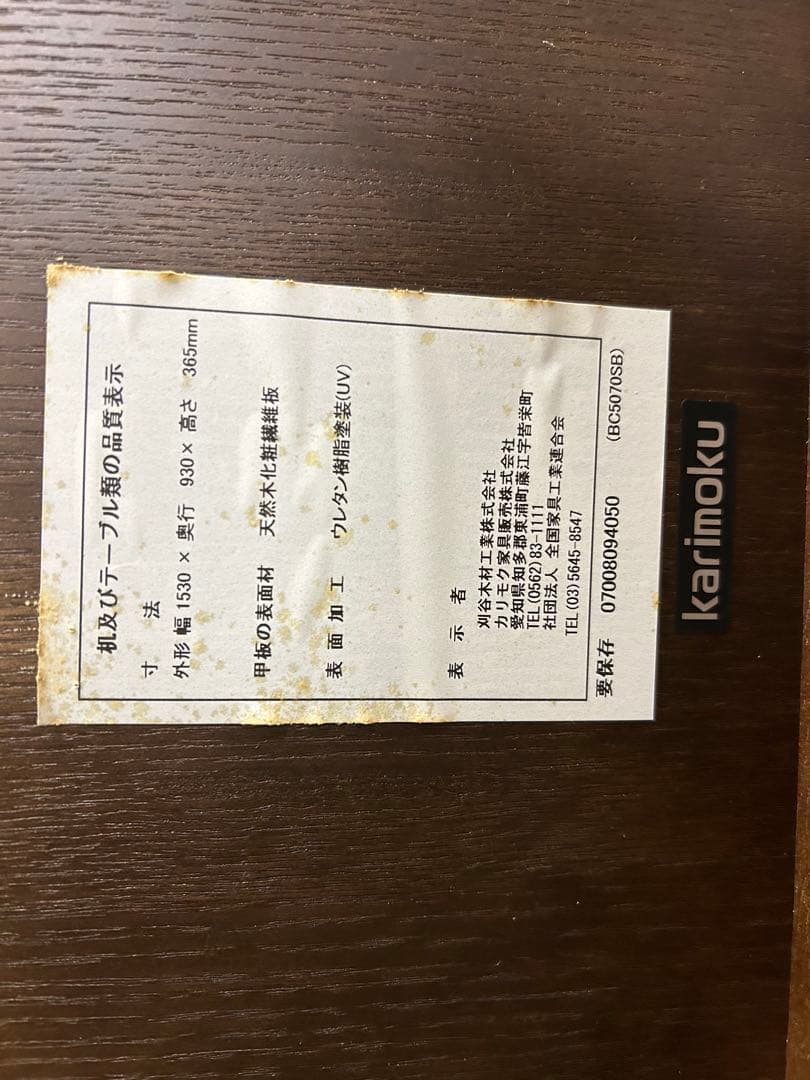 机及びテーブル類の品質表示
寸法
外形 幅1530 × 奥行 930 × 高さ 365mm
甲板の表面材 天然木化粧繊維板
表面加工 ウレタン樹脂塗装(UV)
表示者
刈谷木材工業株式会社
カリモク家具販売株式会社
愛知県知多郡東浦町藤江字皆栄町
TEL(0562)83-1111
社団法人 全国家具工業連合会
TEL(03)5645-8547
要保存 07008094050 (BC5070SB)
karimoku